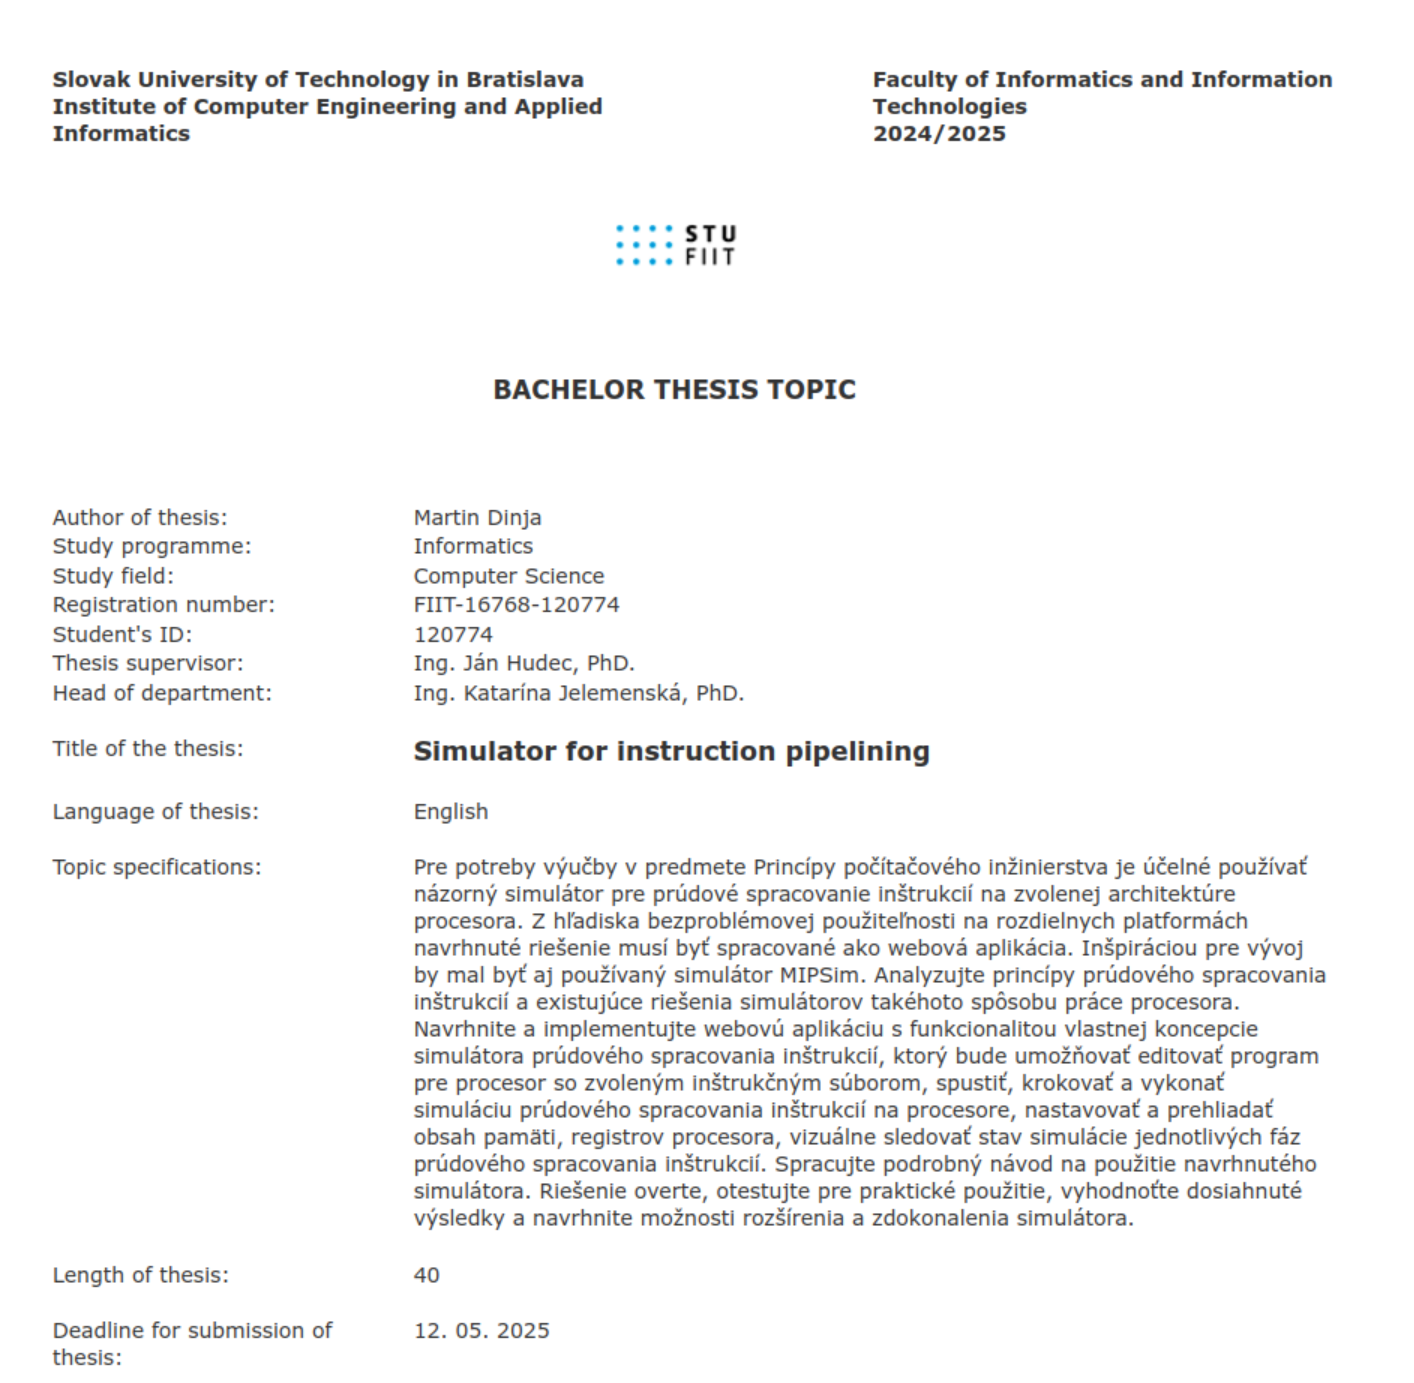 Slovak University of Technology in Bratislava
Institute of Computer Engineering and Applied
Informatics
Faculty of Informatics and Information
Technologies
2024/2025
STU
FIIT
BACHELOR THESIS TOPIC
Author of thesis: Martin Dinja
Study programme: Informatics
Study field: Computer Science
Registration number: FIIT-16768-120774
Student's ID: 120774
Thesis supervisor: Ing. Ján Hudec, PhD.
Head of department: Ing. Katarína Jelemenská, PhD.
Title of the thesis: Simulator for instruction pipelining
Language of thesis: English
Topic specifications: Pre potreby výučby v predmete Princípy počítačového inžinierstva je účelné používať
názorný simulátor pre prúdové spracovanie inštrukcií na zvolenej architektúre
procesora. Z hľadiska bezproblémovej použiteľnosti na rozdielnych platformách
navrhnuté riešenie musí byť spracované ako webová aplikácia. Inšpiráciou pre vývoj
by mal byť aj používaný simulátor MIPSim. Analyzujte princípy prúdového spracovania
inštrukcií a existujúce riešenia simulátorov takéhoto spôsobu práce procesora.
Navrhnite a implementujte webovú aplikáciu s funkcionalitou vlastnej koncepcie
simulátora prúdového spracovania inštrukcií, ktorý bude umožňovať editovať program
pre procesor so zvoleným inštrukčným súborom, spustiť, krokovať a vykonať
simuláciu prúdového spracovania inštrukcií na procesore, nastavovať a prehliadať
obsah pamäti, registrov procesora, vizuálne sledovať stav simulácie jednotlivých fáz
prúdového spracovania inštrukcií. Spracujte podrobný návod na použitie navrhnutého
simulátora. Riešenie overte, otestujte pre praktické použitie, vyhodnoťte dosiahnuté
výsledky a navrhnite možnosti rozšírenia a zdokonalenia simulátora.
Length of thesis: 40
Deadline for submission of 12. 05. 2025
thesis: